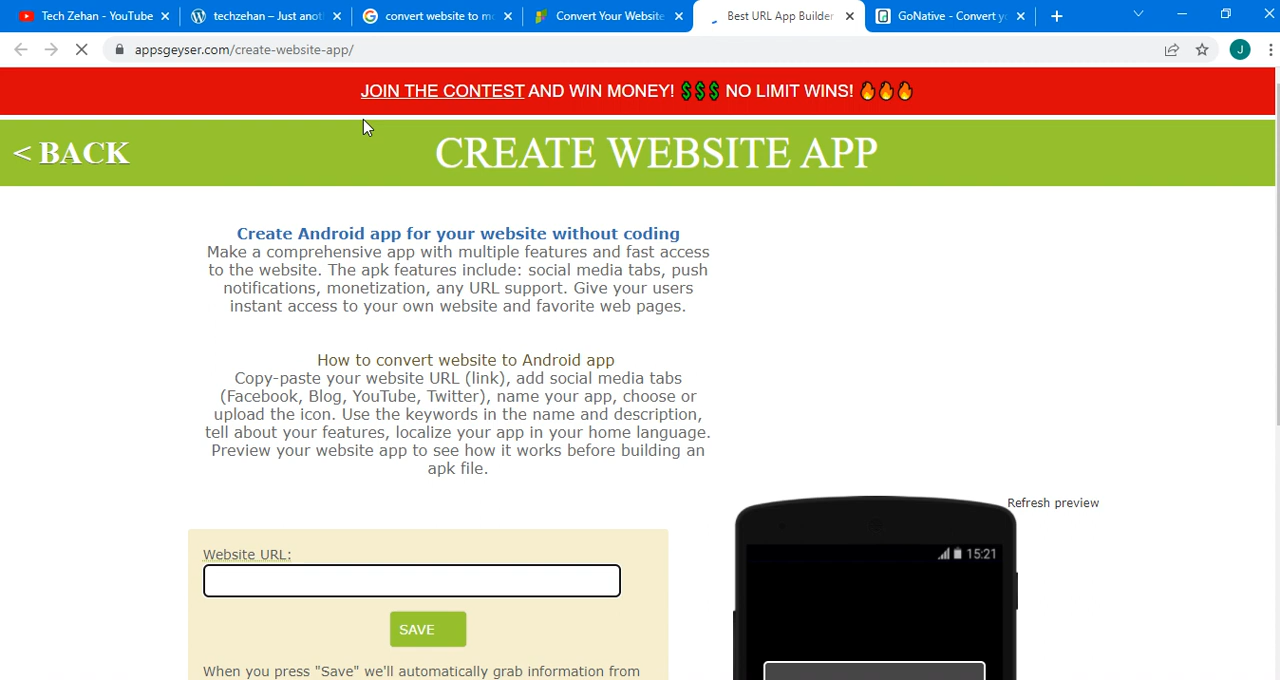 Tech Zehan - YouTube
techzehan – Just anot
convert website to mo
Convert Your Website
Best URL App Builder
GoNative - Convert yo
appsgeyser.com/create-website-app/
J
JOIN THE CONTEST AND WIN MONEY! 💲💲💲 NO LIMIT WINS! 🔥🔥🔥
< BACK
CREATE WEBSITE APP
Create Android app for your website without coding
Make a comprehensive app with multiple features and fast access
to the website. The apk features include: social media tabs, push
notifications, monetization, any URL support. Give your users
instant access to your own website and favorite web pages.
How to convert website to Android app
Copy-paste your website URL (link), add social media tabs
(Facebook, Blog, YouTube, Twitter), name your app, choose or
upload the icon. Use the keywords in the name and description,
tell about your features, localize your app in your home language.
Preview your website app to see how it works before building an
apk file.
Refresh preview
Website URL:
15:21
SAVE
When you press "Save" we'll automatically grab information from